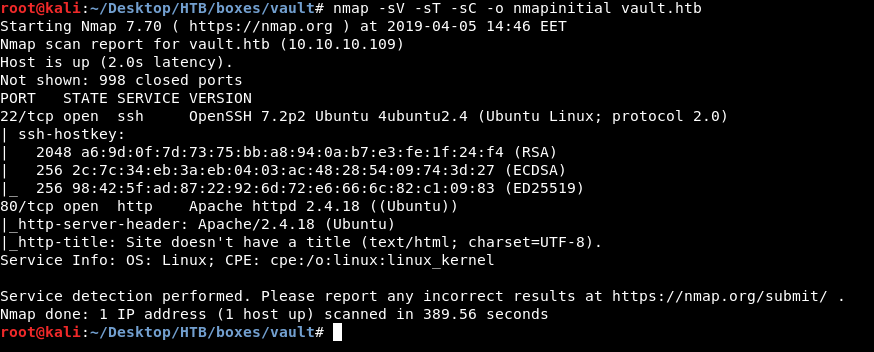 root@kali:~/Desktop/HTB/boxes/vault# nmap -sV -sT -sC -o nmapinitial vault.htb
Starting Nmap 7.70 ( https://nmap.org ) at 2019-04-05 14:46 EET
Nmap scan report for vault.htb (10.10.10.109)
Host is up (2.0s latency).
Not shown: 998 closed ports
PORT   STATE SERVICE VERSION
22/tcp open  ssh     OpenSSH 7.2p2 Ubuntu 4ubuntu2.4 (Ubuntu Linux; protocol 2.0)
| ssh-hostkey:
|   2048 a6:9d:0f:7d:73:75:bb:a8:94:0a:b7:e3:fe:1f:24:f4 (RSA)
|   256 2c:7c:34:eb:3a:eb:04:03:ac:48:28:54:09:74:3d:27 (ECDSA)
|_  256 98:42:5f:ad:87:22:92:6d:72:e6:66:6c:82:c1:09:83 (ED25519)
80/tcp open  http    Apache httpd 2.4.18 ((Ubuntu))
|_http-server-header: Apache/2.4.18 (Ubuntu)
|_http-title: Site doesn't have a title (text/html; charset=UTF-8).
Service Info: OS: Linux; CPE: cpe:/o:linux:linux_kernel

Service detection performed. Please report any incorrect results at https://nmap.org/submit/ .
Nmap done: 1 IP address (1 host up) scanned in 389.56 seconds
root@kali:~/Desktop/HTB/boxes/vault#